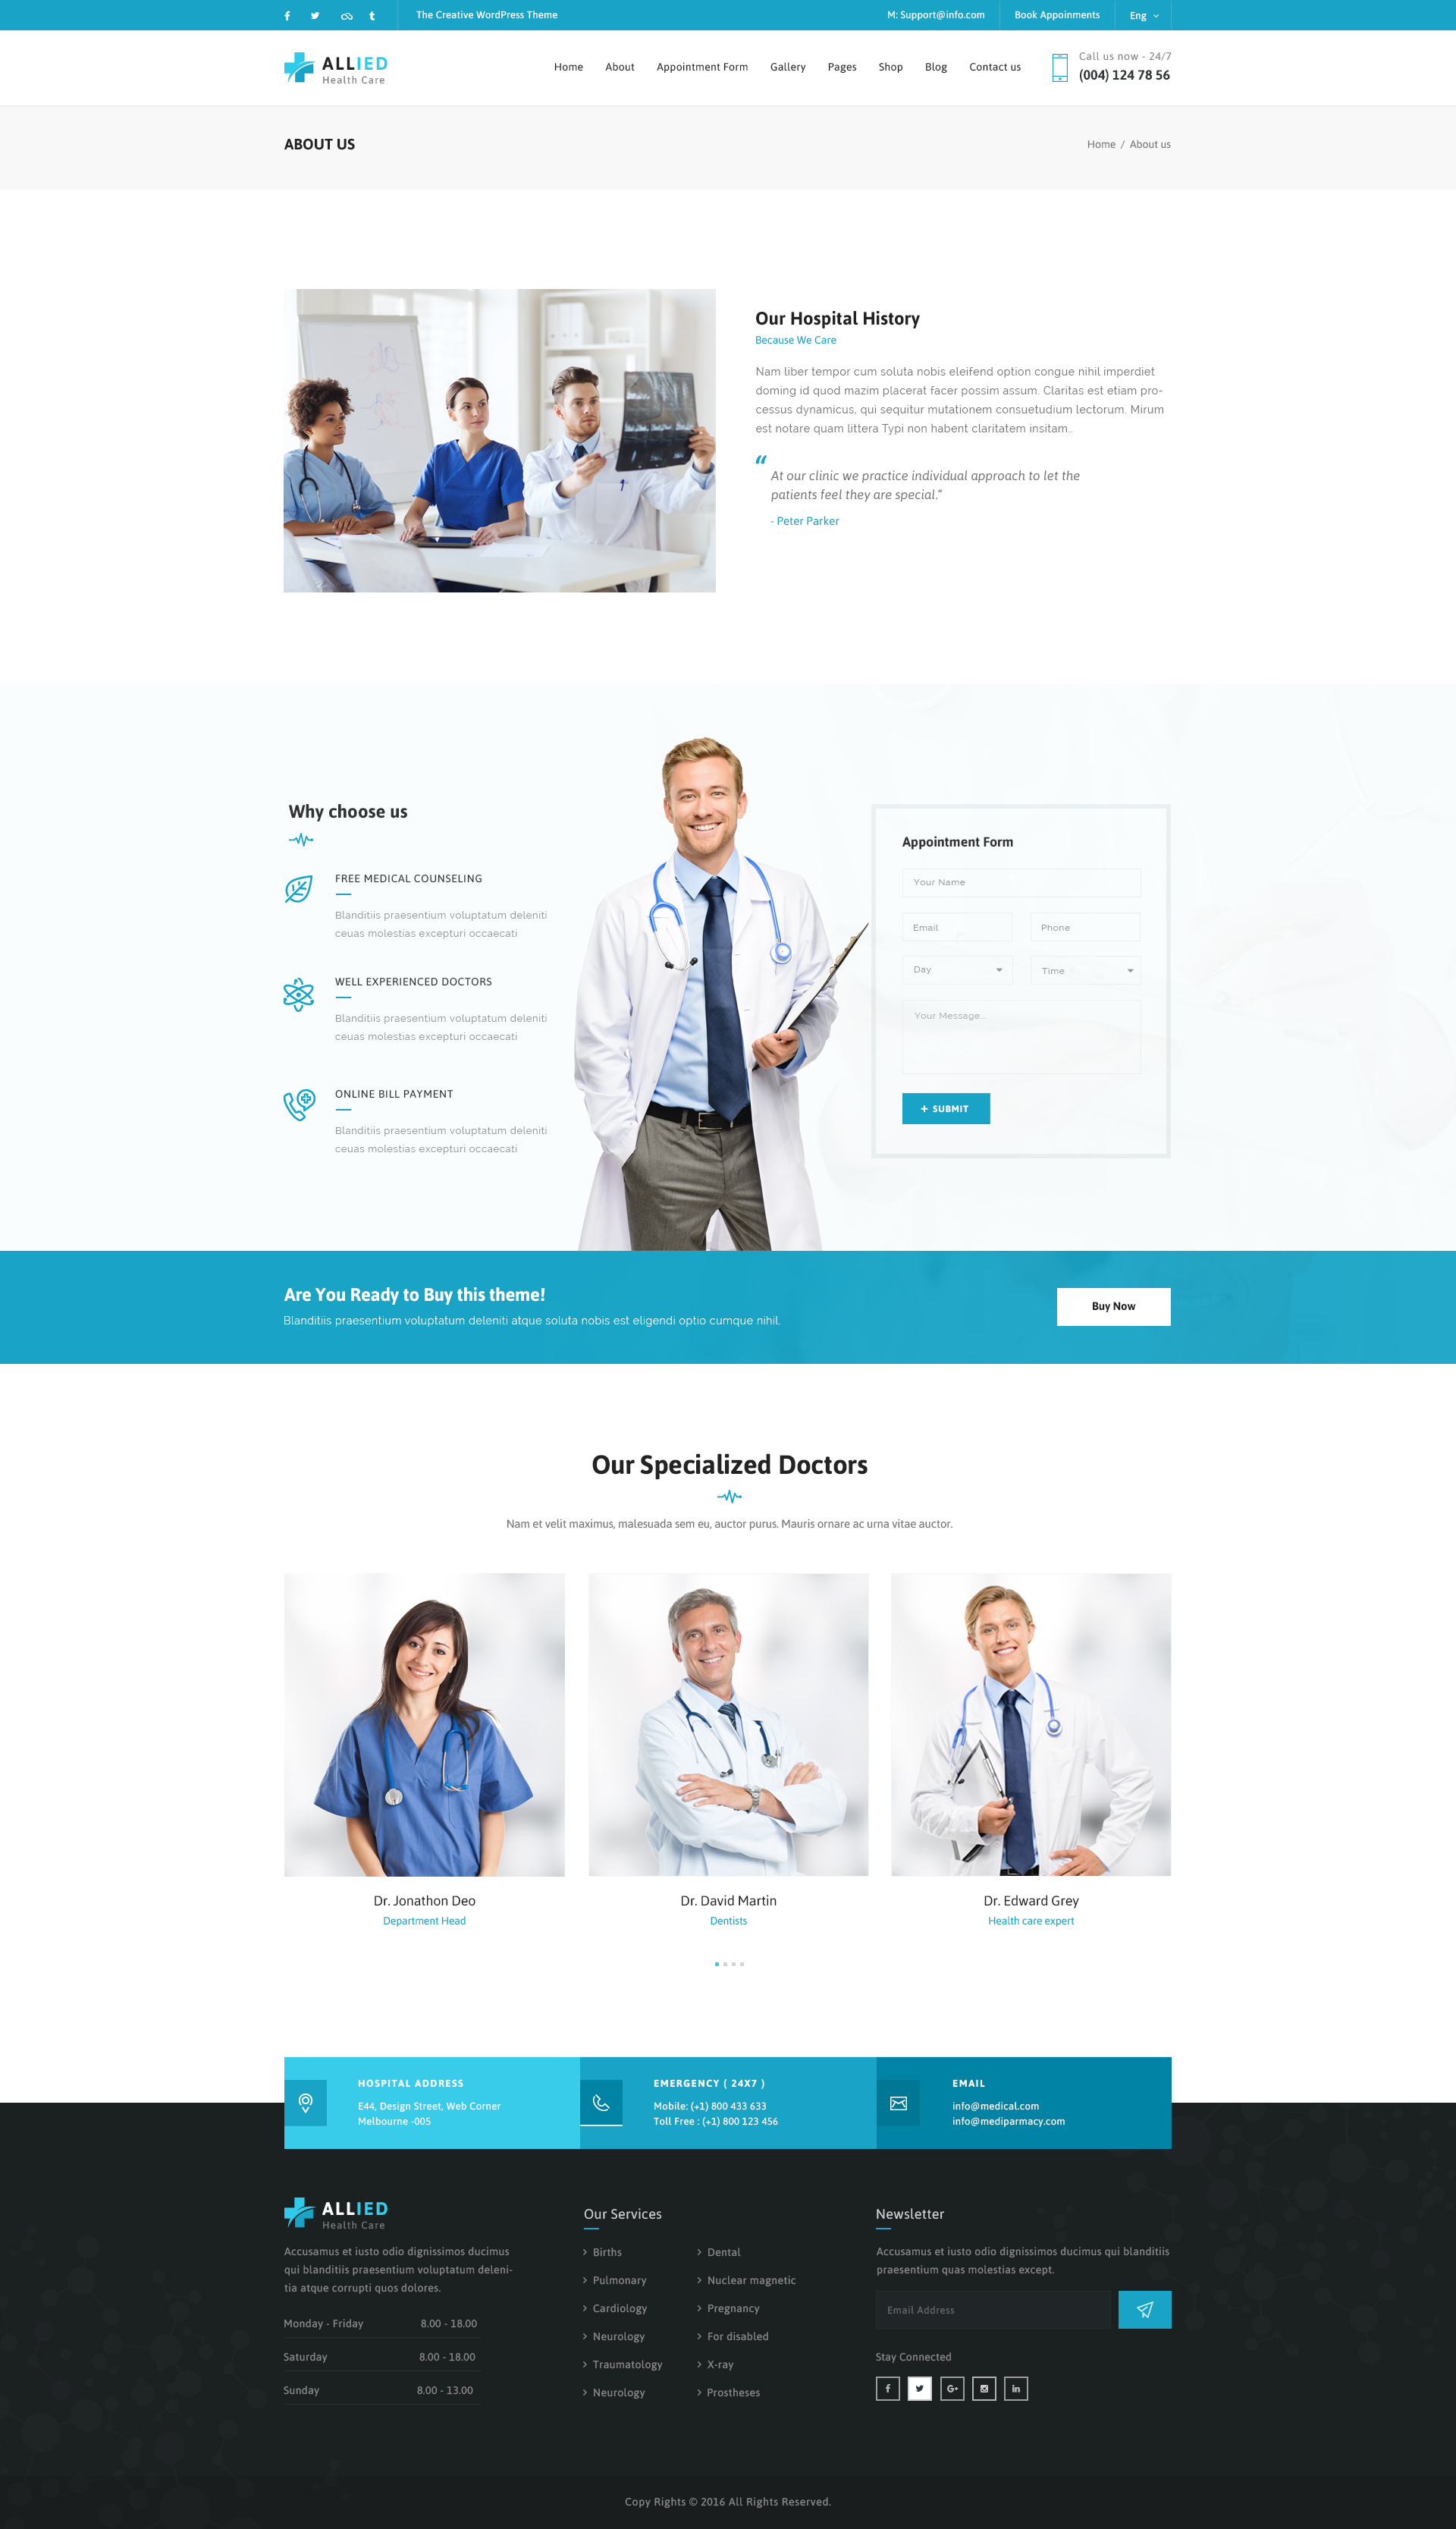 The Creative WordPress Theme
M: Support@info.com
Book Appoinments
Eng
ALLIED
Health Care
Home
About
Appointment Form
Gallery
Pages
Shop
Blog
Contact us
Call us now - 24/7
(004) 124 78 56
ABOUT US
Home / About us
Our Hospital History
Because We Care
Nam liber tempor cum soluta nobis eleifend option congue nihil imperdiet
doming id quod mazim placerat facer possim assum. Claritas est etiam pro-
cessus dynamicus, qui sequitur mutationem consuetudium lectorum. Mirum
est notare quam littera Typi non habent claritatem insitam..
“
At our clinic we practice individual approach to let the
patients feel they are special.”
- Peter Parker
Why choose us
FREE MEDICAL COUNSELING
Blanditiis praesentium voluptatum deleniti
ceuas molestias excepturi occaecati
WELL EXPERIENCED DOCTORS
Blanditiis praesentium voluptatum deleniti
ceuas molestias excepturi occaecati
ONLINE BILL PAYMENT
Blanditiis praesentium voluptatum deleniti
ceuas molestias excepturi occaecati
Appointment Form
Your Name
Email
Phone
Day
Time
Your Message...
+ SUBMIT
Are You Ready to Buy this theme!
Blanditiis praesentium voluptatum deleniti atque soluta nobis est eligendi optio cumque nihil.
Buy Now
Our Specialized Doctors
Nam et velit maximus, malesuada sem eu, auctor purus. Mauris ornare ac urna vitae auctor.
Dr. Jonathon Deo
Department Head
Dr. David Martin
Dentists
Dr. Edward Grey
Health care expert
HOSPITAL ADDRESS
E44, Design Street, Web Corner
Melbourne -005
EMERGENCY ( 24X7 )
Mobile: (+1) 800 433 633
Toll Free : (+1) 800 123 456
EMAIL
info@medical.com
info@mediparmacy.com
ALLIED
Health Care
Accusamus et iusto odio dignissimos ducimus
qui blanditiis praesentium voluptatum deleni-
tia atque corrupti quos dolores.
Monday - Friday 8.00 - 18.00
Saturday 8.00 - 18.00
Sunday 8.00 - 13.00
Our Services
Births
Pulmonary
Cardiology
Neurology
Traumatology
Neurology
Dental
Nuclear magnetic
Pregnancy
For disabled
X-ray
Prostheses
Newsletter
Accusamus et iusto odio dignissimos ducimus qui blanditiis
praesentium quas molestias except.
Email Address
Stay Connected
Copy Rights © 2016 All Rights Reserved.